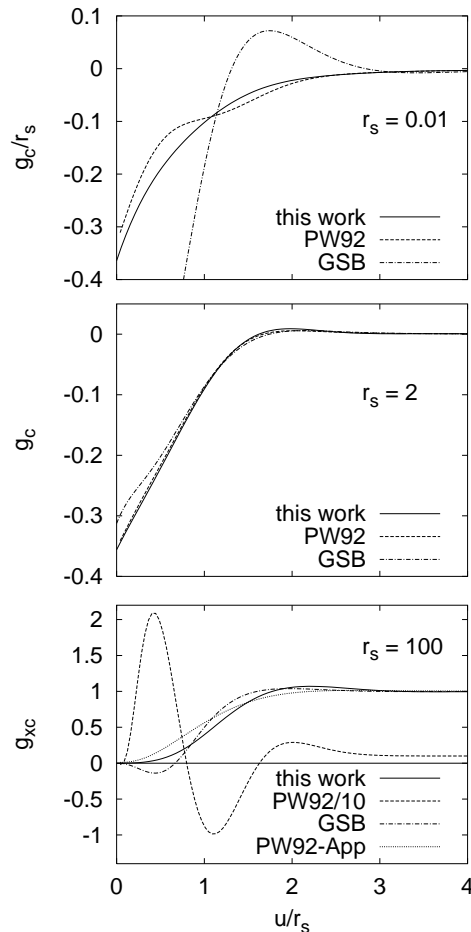 0.1
0
-0.1
-0.2
-0.3
-0.4
g_c/r_s
r_s = 0.01
this work
PW92
GSB
0
-0.1
-0.2
-0.3
-0.4
g_c
r_s = 2
this work
PW92
GSB
2
1.5
1
0.5
0
-0.5
-1
g_xc
r_s = 100
this work
PW92/10
GSB
PW92-App
0 1 2 3 4
u/r_s